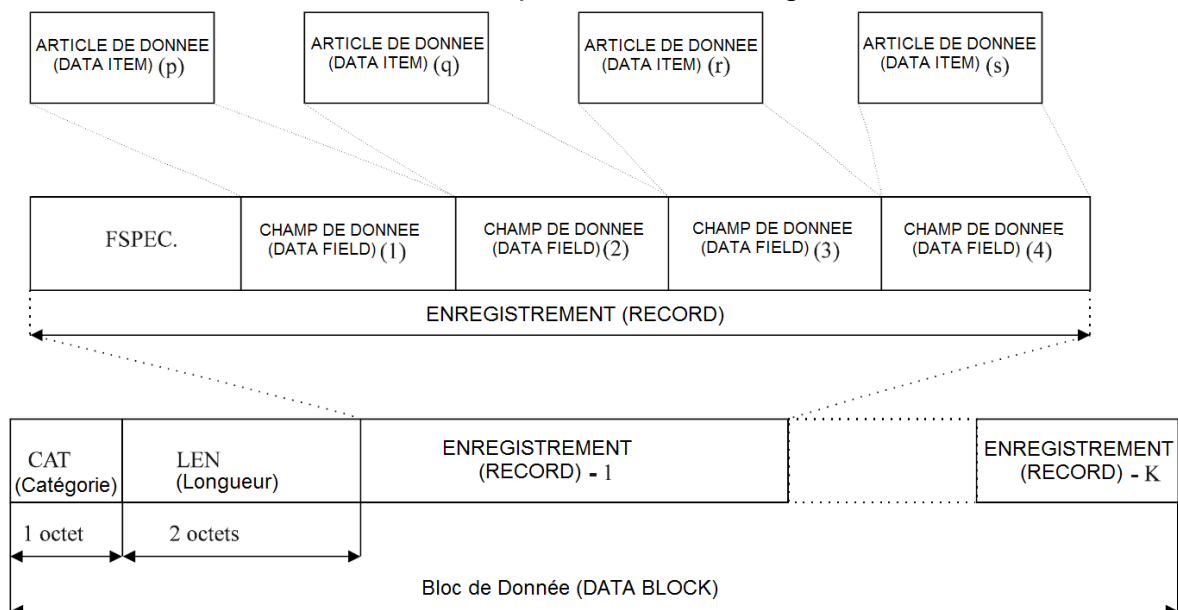 ARTICLE DE DONNEE
(DATA ITEM) (p)
ARTICLE DE DONNEE
(DATA ITEM) (q)
ARTICLE DE DONNEE
(DATA ITEM) (r)
ARTICLE DE DONNEE
(DATA ITEM) (s)
FSPEC.
CHAMP DE DONNEE
(DATA FIELD) (1)
CHAMP DE DONNEE
(DATA FIELD) (2)
CHAMP DE DONNEE
(DATA FIELD) (3)
CHAMP DE DONNEE
(DATA FIELD) (4)
ENREGISTREMENT (RECORD)
CAT
(Catégorie)
LEN
(Longueur)
ENREGISTREMENT
(RECORD) - 1
ENREGISTREMENT
(RECORD) - K
1 octet
2 octets
Bloc de Donnée (DATA BLOCK)